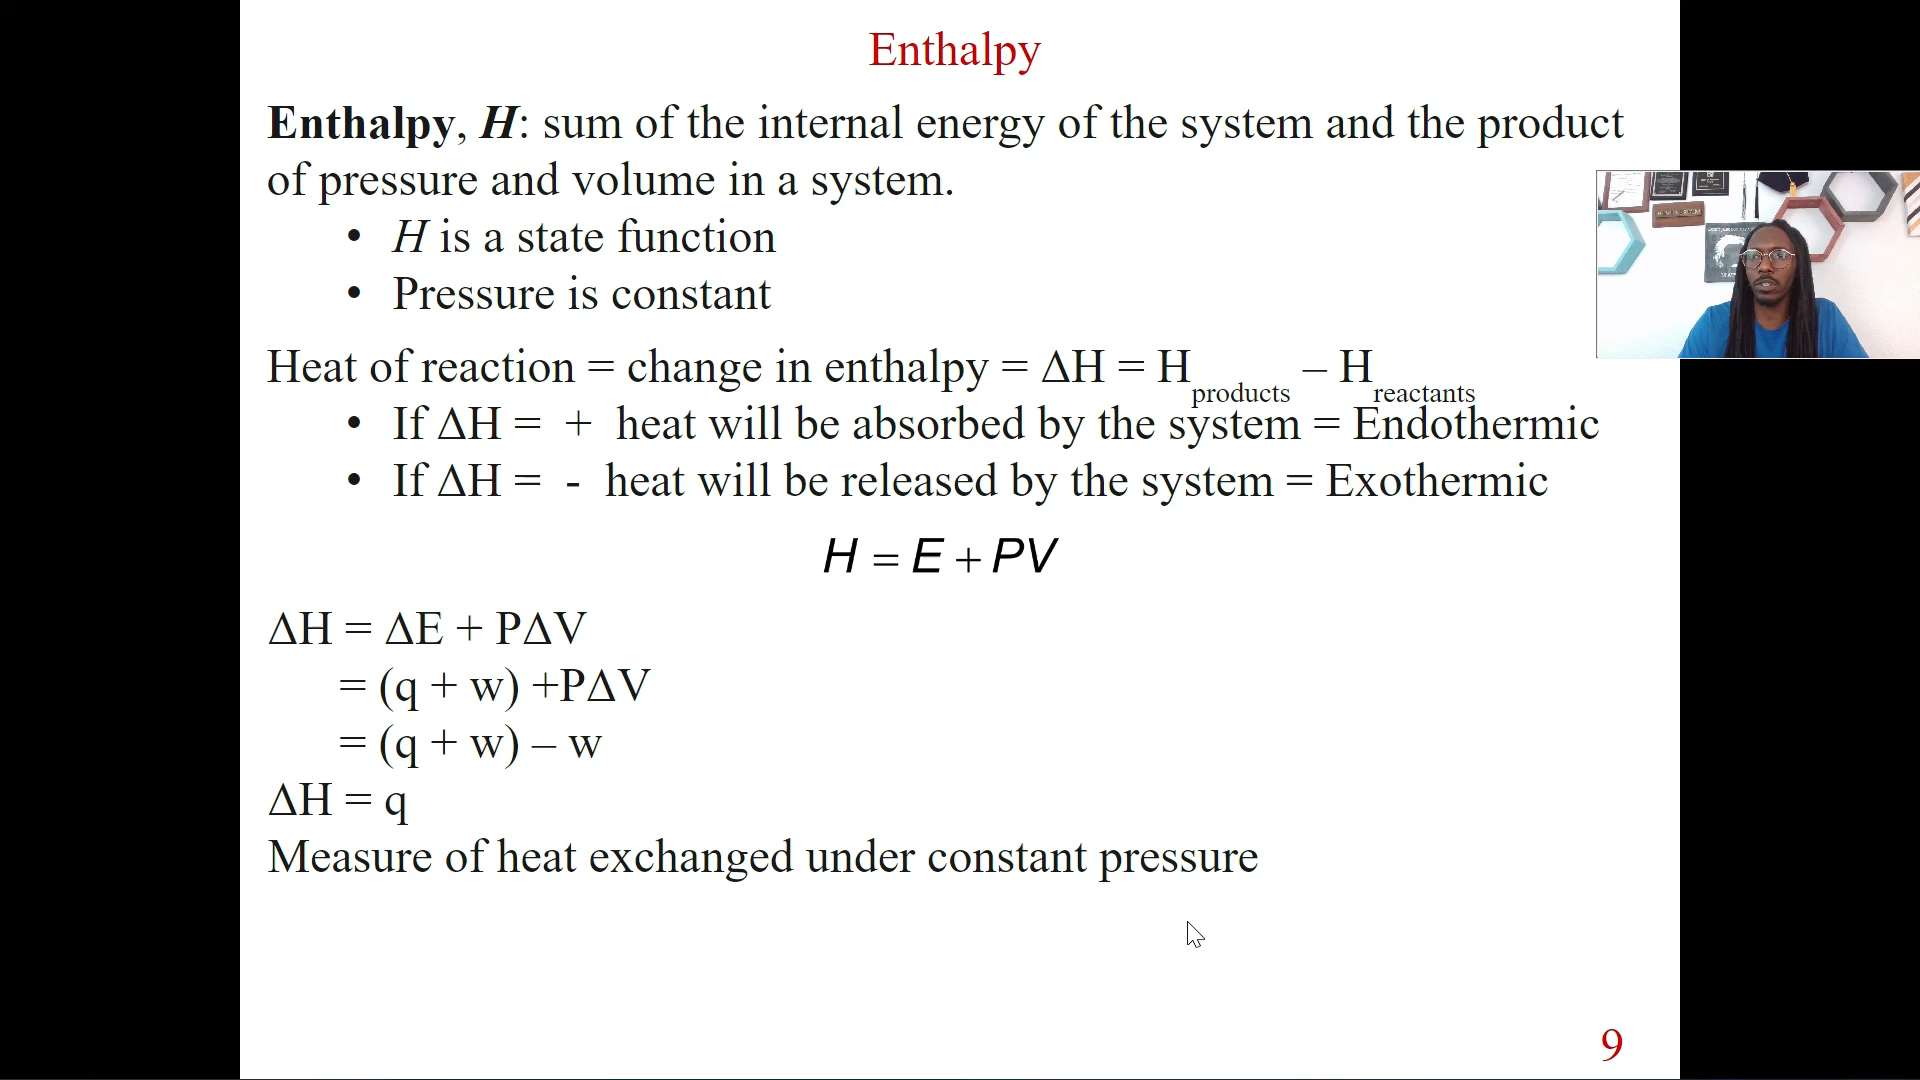 Enthalpy
Enthalpy, H: sum of the internal energy of the system and the product
of pressure and volume in a system.
• H is a state function
• Pressure is constant
Heat of reaction = change in enthalpy = ΔH = Hproducts – Hreactants
• If ΔH = + heat will be absorbed by the system = Endothermic
• If ΔH = - heat will be released by the system = Exothermic
H = E + PV
ΔH = ΔE + PΔV
= (q + w) +PΔV
= (q + w) – w
ΔH = q
Measure of heat exchanged under constant pressure
9